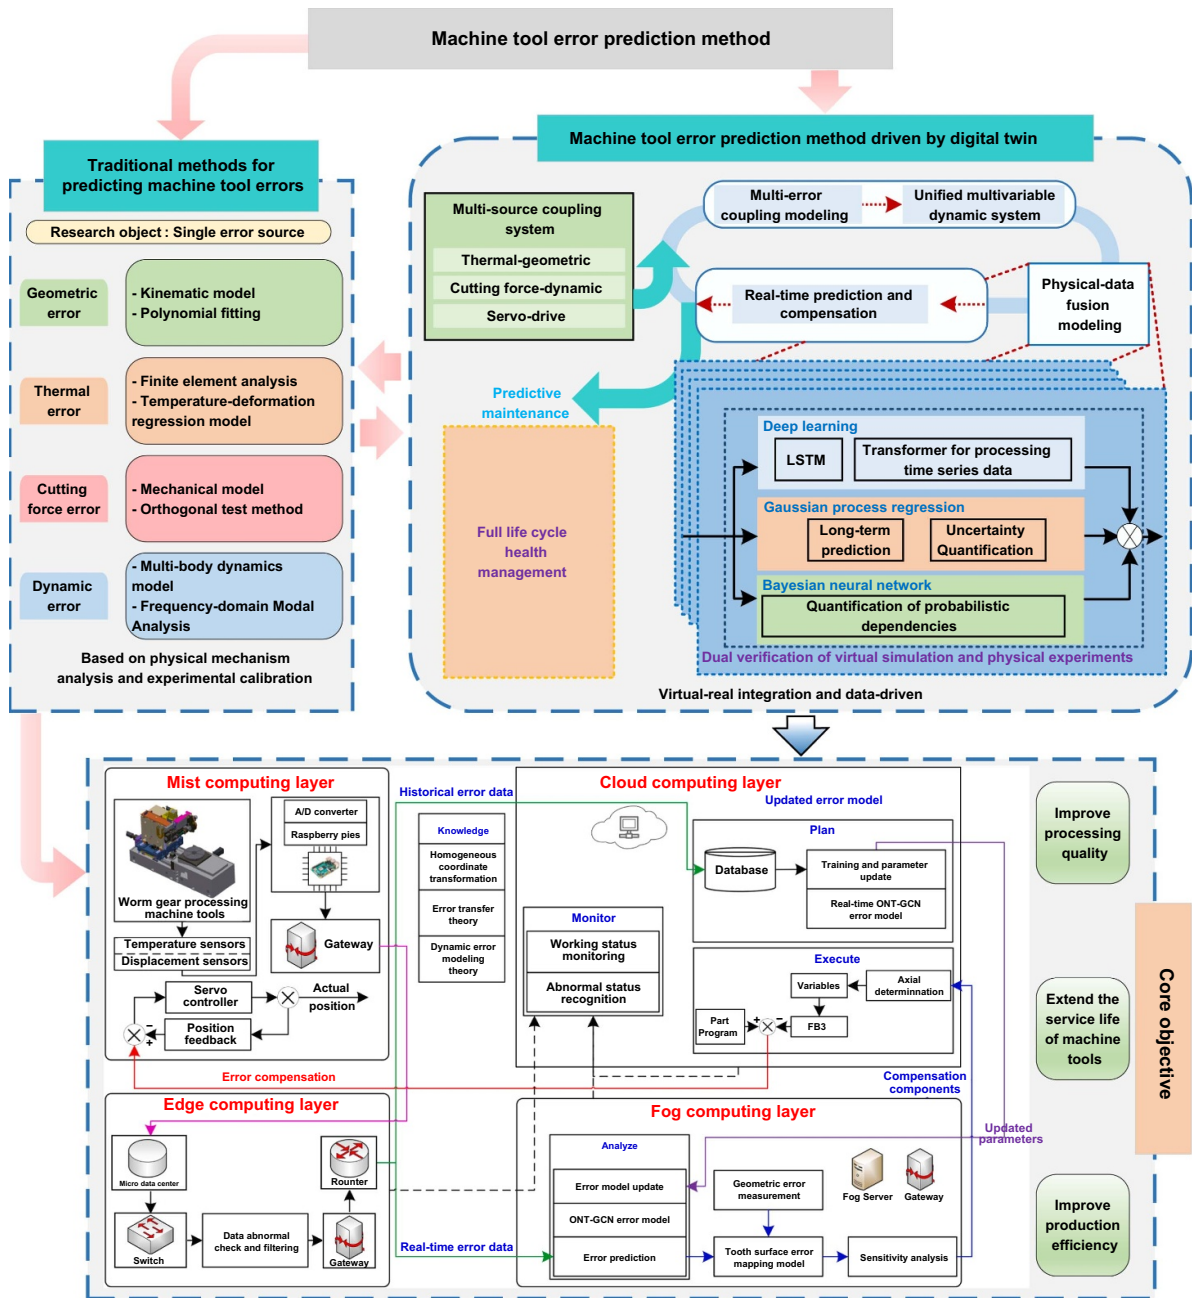 Machine tool error prediction method
Traditional methods for
predicting machine tool errors
Research object : Single error source
Geometric
error
- Kinematic model
- Polynomial fitting
Thermal
error
- Finite element analysis
- Temperature-deformation
regression model
Cutting
force error
- Mechanical model
- Orthogonal test method
Dynamic
error
- Multi-body dynamics
model
- Frequency-domain Modal
Analysis
Based on physical mechanism
analysis and experimental calibration
Machine tool error prediction method driven by digital twin
Multi-source coupling
system
Thermal-geometric
Cutting force-dynamic
Servo-drive
Multi-error
coupling modeling
Unified multivariable
dynamic system
Real-time prediction and
compensation
Physical-data
fusion
modeling
Predictive
maintenance
Full life cycle
health
management
Deep learning
LSTM
Transformer for processing
time series data
Gaussian process regression
Long-term
prediction
Uncertainty
Quantification
Bayesian neural network
Quantification of probabilistic
dependencies
Dual verification of virtual simulation and physical experiments
Virtual-real integration and data-driven
Mist computing layer
A/D converter
Raspberry pies
Worm gear processing
machine tools
Temperature sensors
Displacement sensors
Gateway
Servo
controller
Actual
position
Position
feedback
−
+
Historical error data
Knowledge
Homogeneous
coordinate
transformation
Error transfer
theory
Dynamic error
modeling
theory
Cloud computing layer
Updated error model
Plan
Database
Training and parameter
update
Real-time ONT-GCN
error model
Monitor
Working status
monitoring
Abnormal status
recognition
Execute
Variables
Axial
determinnation
Part
Program
+
−
FB3
Error compensation
Compensation
components
Edge computing layer
Micro data center
Rounter
Switch
Data abnormal
check and filtering
Gateway
Real-time error data
Fog computing layer
Updated
parameters
Analyze
Error model update
ONT-GCN error model
Error prediction
Geometric error
measurement
Fog Server
Gateway
Tooth surface error
mapping model
Sensitivity analysis
Improve
processing
quality
Extend the
service life
of machine
tools
Improve
production
efficiency
Core objective